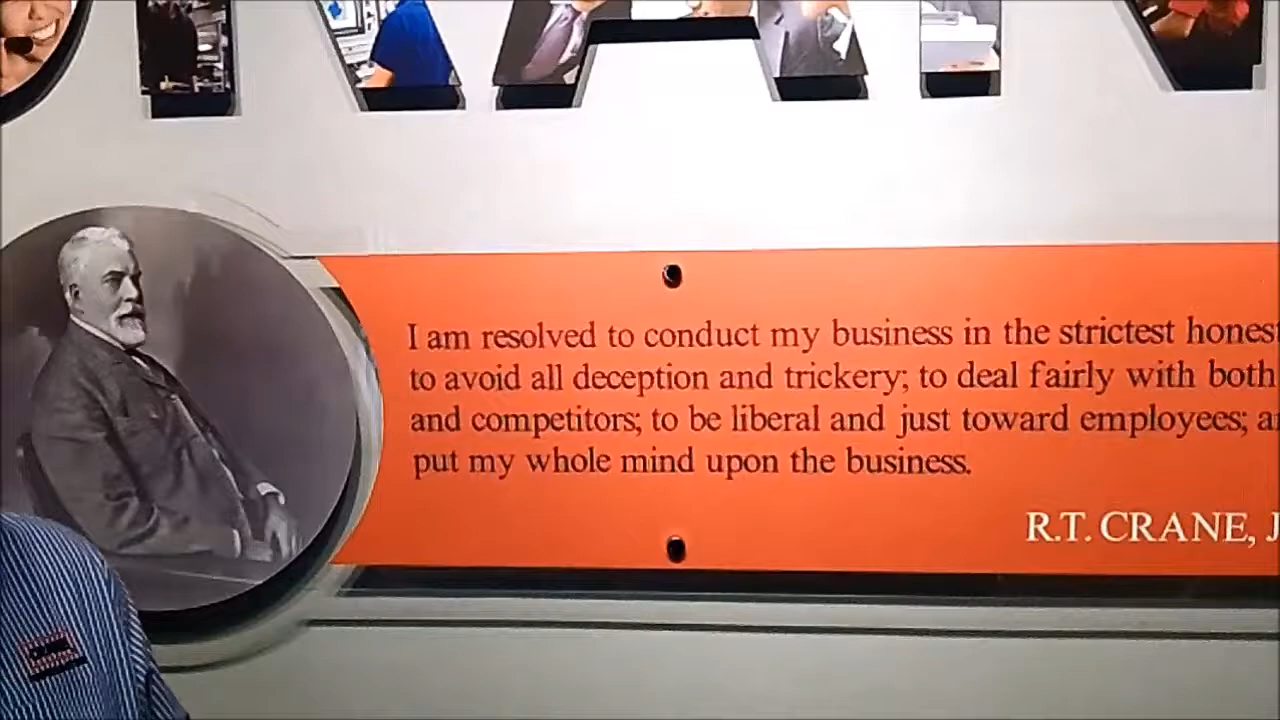 I am resolved to conduct my business in the strictest hones
to avoid all deception and trickery; to deal fairly with both
and competitors; to be liberal and just toward employees; a
put my whole mind upon the business.
R.T. CRANE, J